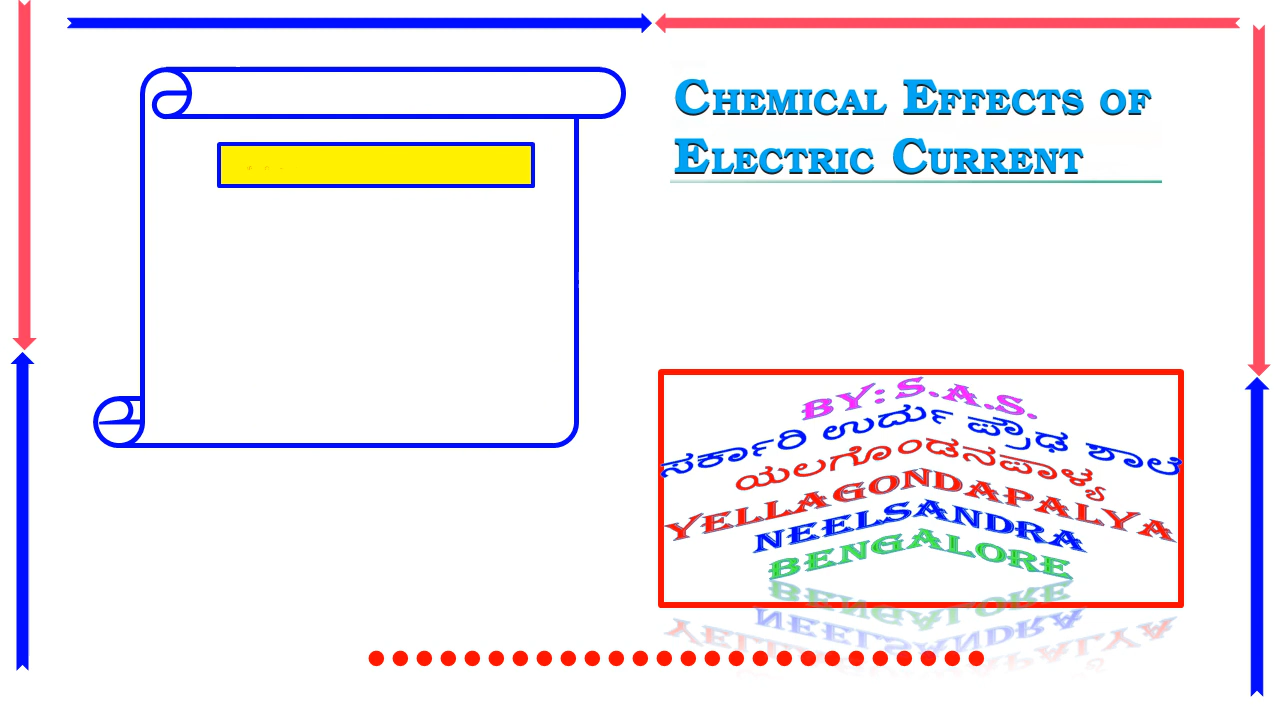 CHEMICAL EFFECTS OF
ELECTRIC CURRENT
BY: S.A.S.
ಸರ್ಕಾರಿ ಉರ್ದು ಪ್ರೌಢ ಶಾಲೆ
ಯಲಗೊಂಡನಪಾಳ್ಯ
YELLAGONDAPALYA
NEELSANDRA
BENGALORE